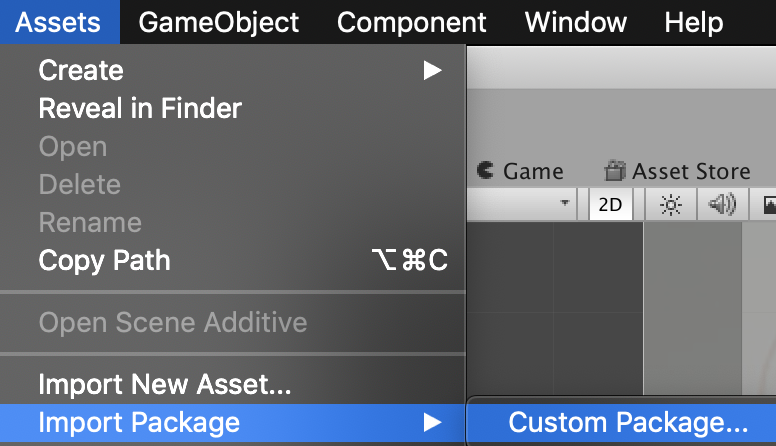 Assets GameObject Component Window Help
Create
Reveal in Finder
Open
Delete
Rename
Copy Path ⌥⌘C
Open Scene Additive
Import New Asset...
Import Package
Game Asset Store
2D
Custom Package...